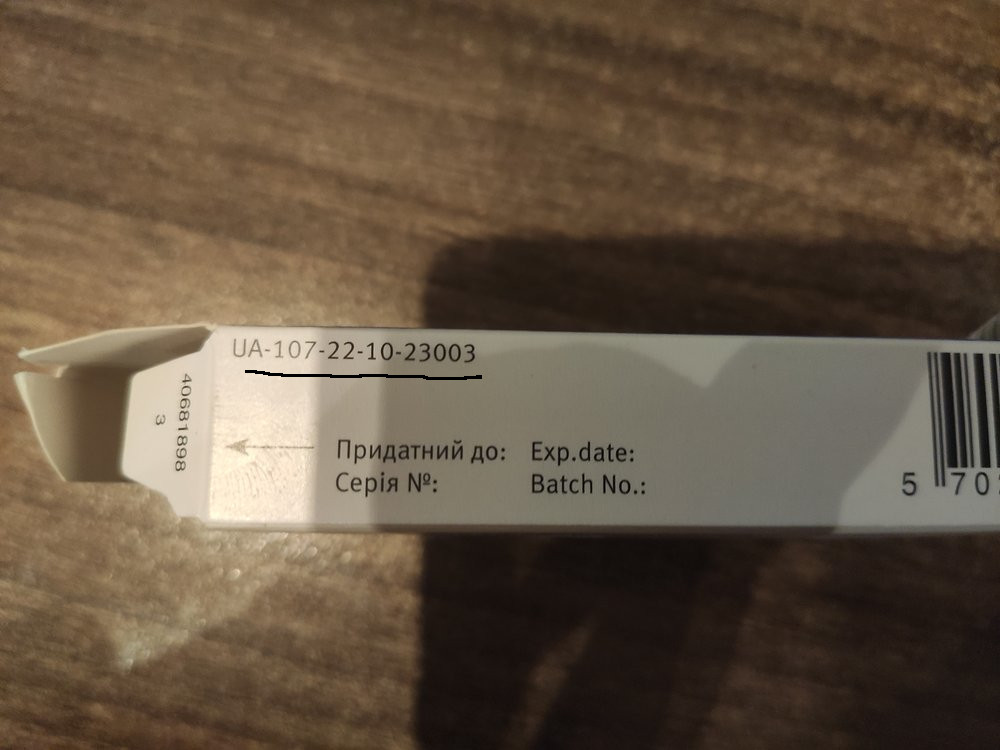 UA-107-22-10-23003
40681898
3
Придатний до: Exp.date:
Серія №: Batch No.:
5 70